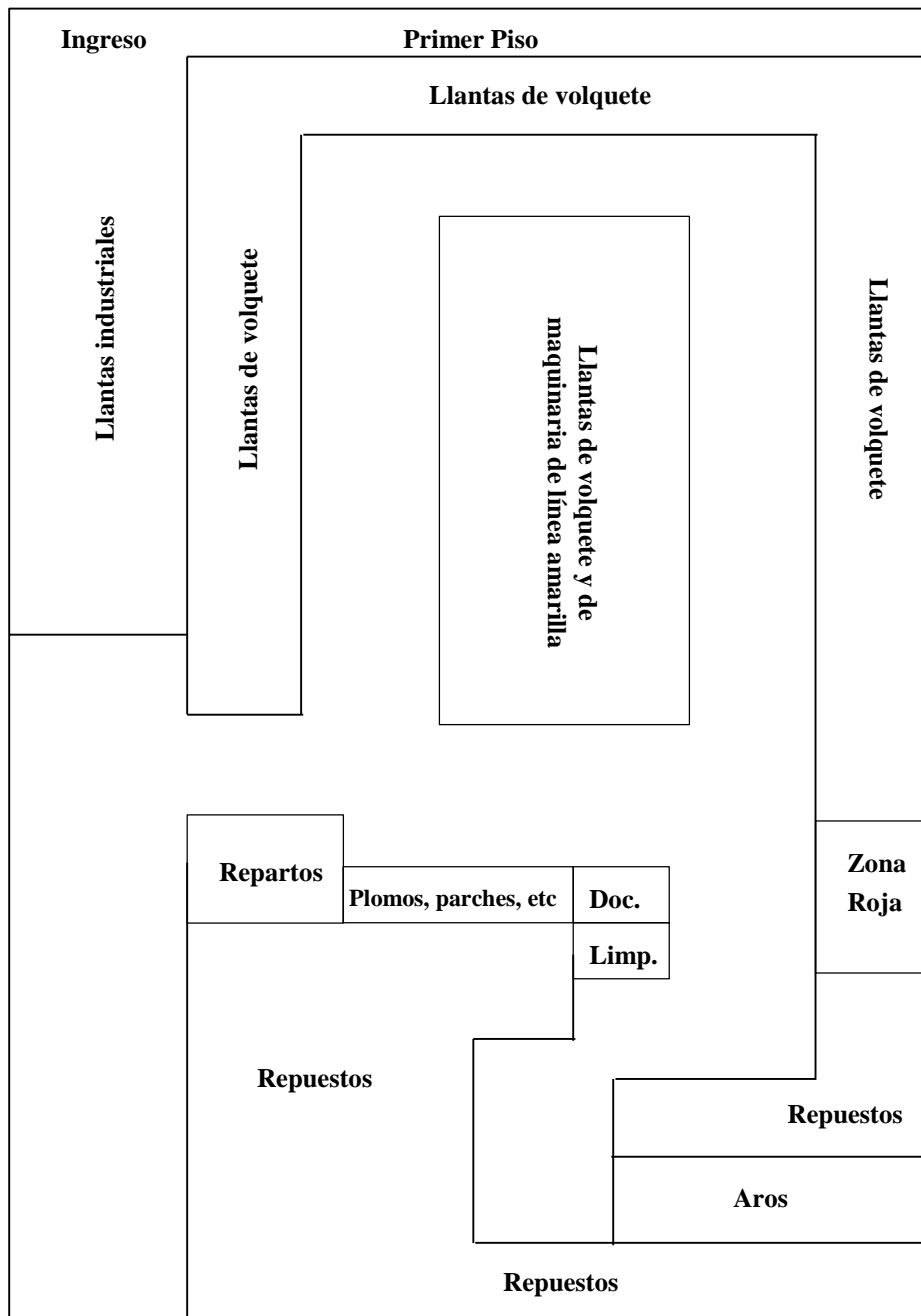 Ingreso
Primer Piso
Llantas de volquete
Llantas industriales
Llantas de volquete
Llantas de volquete y de
maquinaria de línea amarilla
Llantas de volquete
Repartos
Plomos, parches, etc
Doc.
Limp.
Zona
Roja
Repuestos
Repuestos
Aros
Repuestos